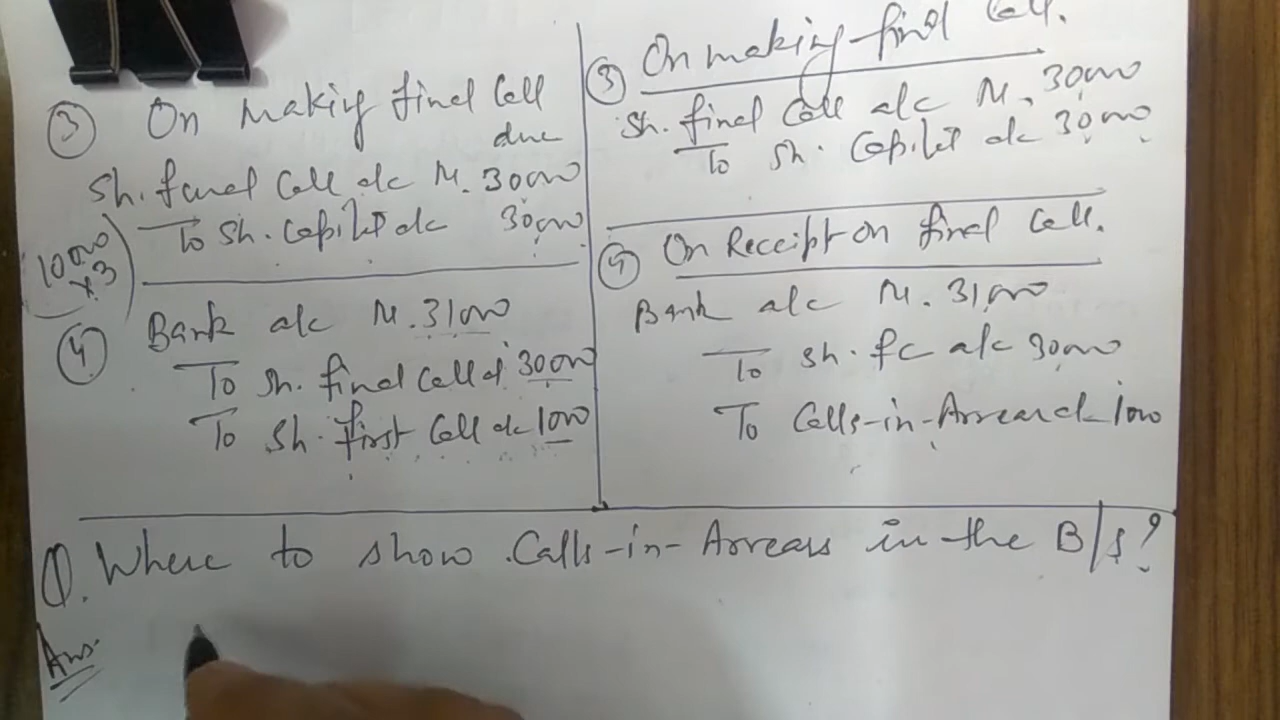 ③ On making final Call
due
Sh. final Call a/c Dr. 30000
To Sh. Capital a/c 30000
10000
×3
④ Bank a/c Dr. 31000
To Sh. final Call a/c 30000
To Sh. first Call a/c 1000
③ On making final Call.
Sh. final Call a/c Dr. 30000
To Sh. Capital a/c 30000
④ On Receipt on final Call.
Bank a/c Dr. 31000
To Sh. fc a/c 30000
To Calls-in-Arrear a/c 1000
Q. Where to show Calls-in-Arrears in the B/s?
Ans.